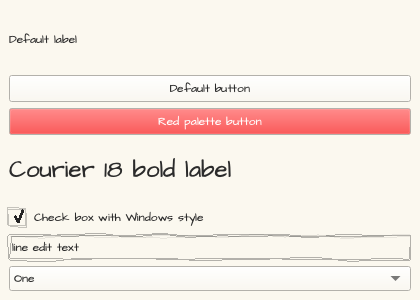 Default label
Default button
Red palette button
Courier 18 bold label
Check box with Windows style
line edit text
One